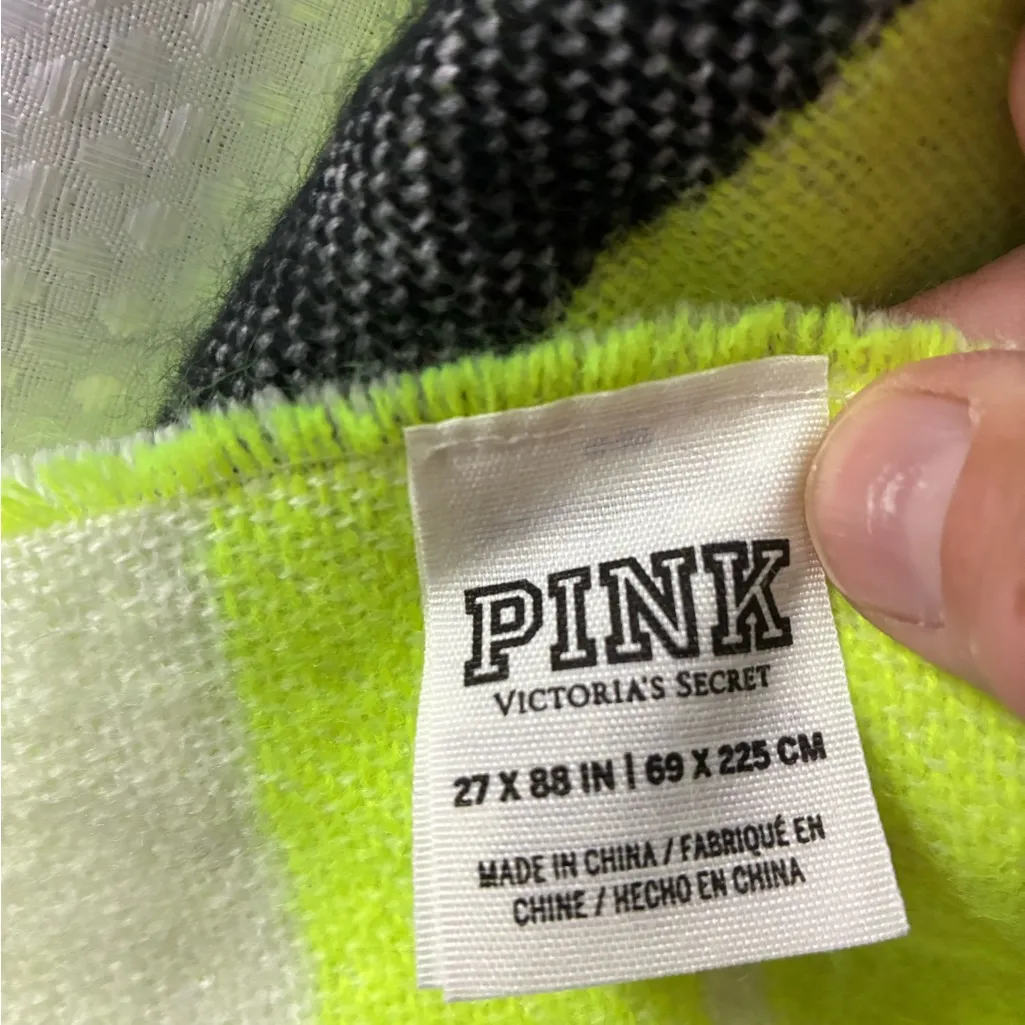 PINK
VICTORIA'S SECRET
27 X 88 IN | 69 X 225 CM
MADE IN CHINA / FABRIQUÉ EN
CHINE / HECHO EN CHINA